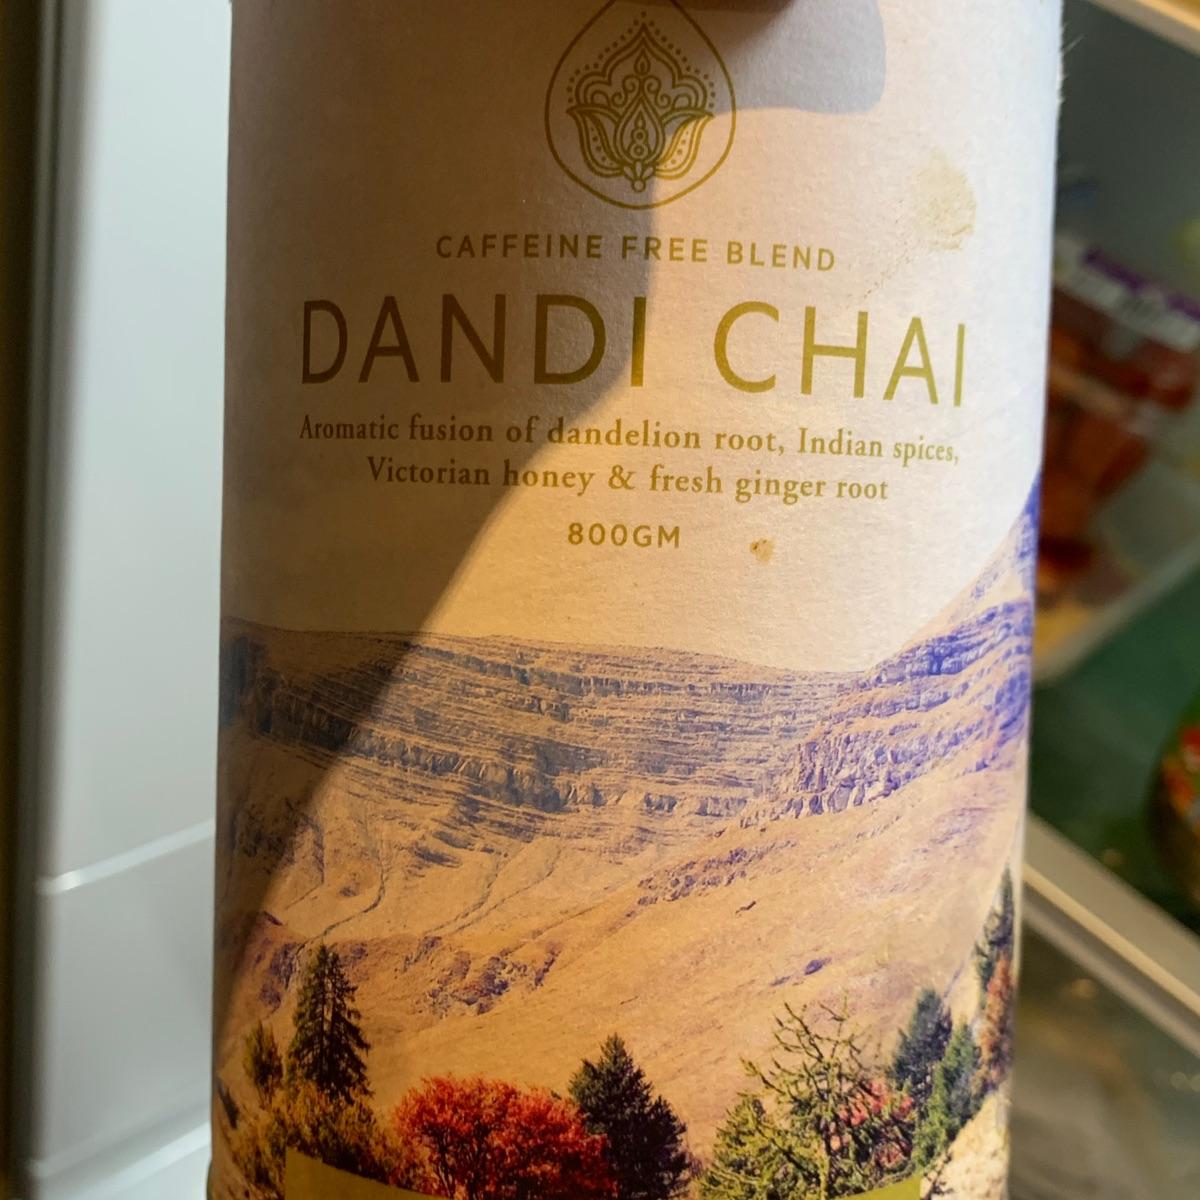 CAFFEINE FREE BLEND
DANDI CHAI
Aromatic fusion of dandelion root, Indian spices,
Victorian honey & fresh ginger root
800GM